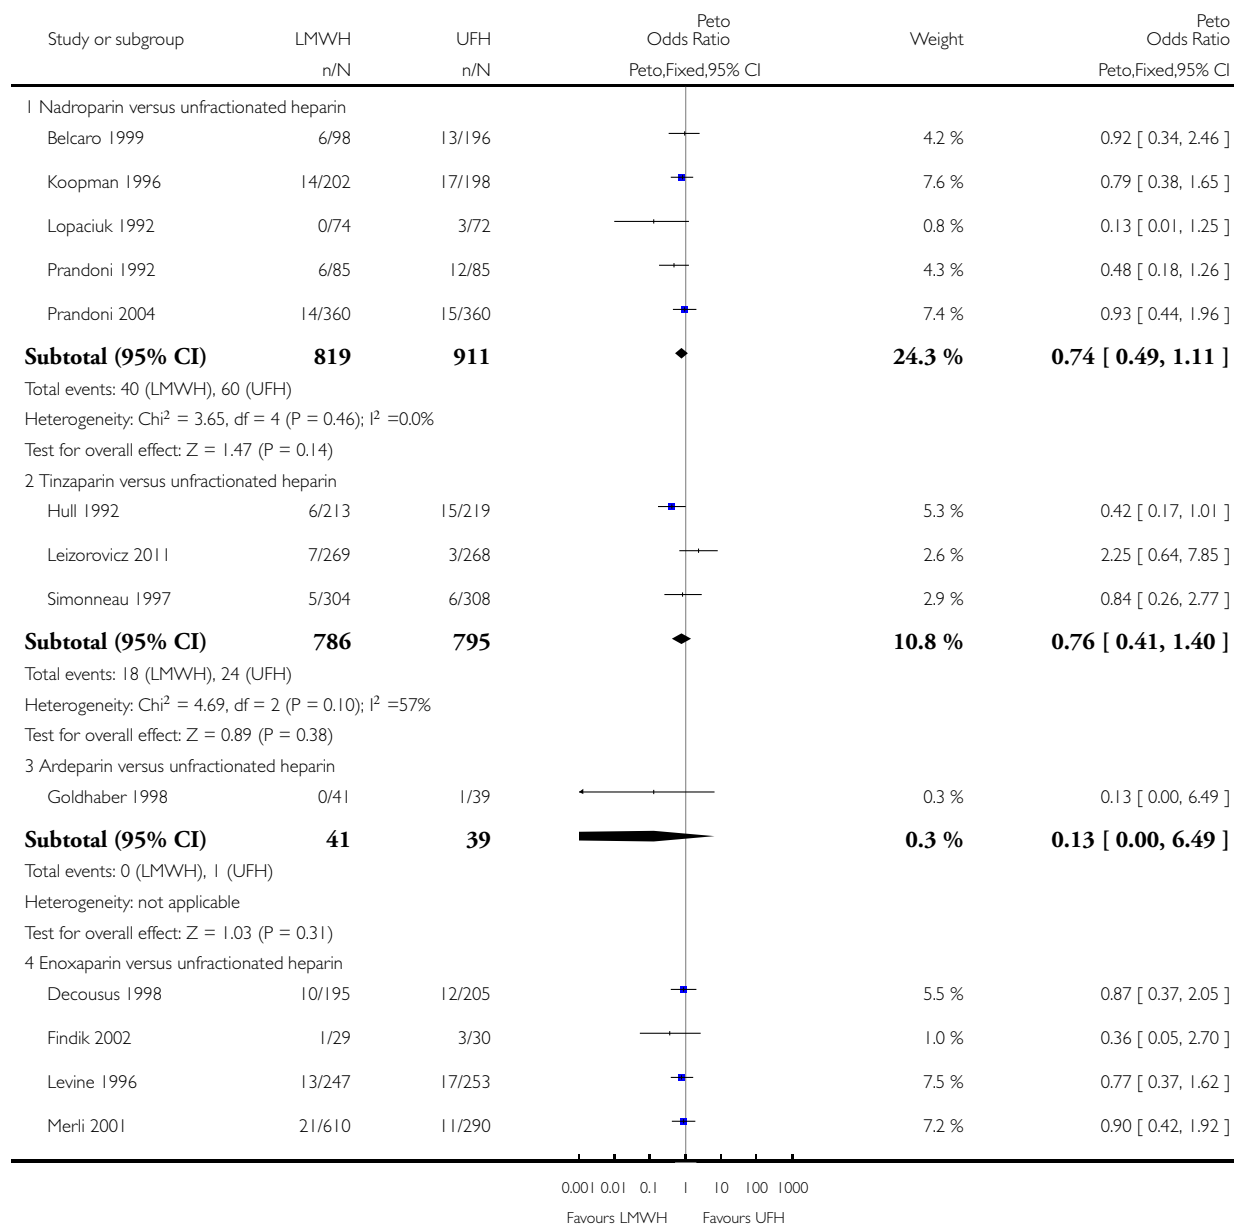 Peto Peto
Study or subgroup LMWH UFH Odds Ratio Weight Odds Ratio
n/N n/N Peto,Fixed,95% CI Peto,Fixed,95% CI
1 Nadroparin versus unfractionated heparin
Belcaro 1999 6/98 13/196 4.2 % 0.92 [ 0.34, 2.46 ]
Koopman 1996 14/202 17/198 7.6 % 0.79 [ 0.38, 1.65 ]
Lopaciuk 1992 0/74 3/72 0.8 % 0.13 [ 0.01, 1.25 ]
Prandoni 1992 6/85 12/85 4.3 % 0.48 [ 0.18, 1.26 ]
Prandoni 2004 14/360 15/360 7.4 % 0.93 [ 0.44, 1.96 ]
Subtotal (95% CI) 819 911 24.3 % 0.74 [ 0.49, 1.11 ]
Total events: 40 (LMWH), 60 (UFH)
Heterogeneity: Chi² = 3.65, df = 4 (P = 0.46); I² =0.0%
Test for overall effect: Z = 1.47 (P = 0.14)
2 Tinzaparin versus unfractionated heparin
Hull 1992 6/213 15/219 5.3 % 0.42 [ 0.17, 1.01 ]
Leizorovicz 2011 7/269 3/268 2.6 % 2.25 [ 0.64, 7.85 ]
Simonneau 1997 5/304 6/308 2.9 % 0.84 [ 0.26, 2.77 ]
Subtotal (95% CI) 786 795 10.8 % 0.76 [ 0.41, 1.40 ]
Total events: 18 (LMWH), 24 (UFH)
Heterogeneity: Chi² = 4.69, df = 2 (P = 0.10); I² =57%
Test for overall effect: Z = 0.89 (P = 0.38)
3 Ardeparin versus unfractionated heparin
Goldhaber 1998 0/41 1/39 0.3 % 0.13 [ 0.00, 6.49 ]
Subtotal (95% CI) 41 39 0.3 % 0.13 [ 0.00, 6.49 ]
Total events: 0 (LMWH), 1 (UFH)
Heterogeneity: not applicable
Test for overall effect: Z = 1.03 (P = 0.31)
4 Enoxaparin versus unfractionated heparin
Decousus 1998 10/195 12/205 5.5 % 0.87 [ 0.37, 2.05 ]
Findik 2002 1/29 3/30 1.0 % 0.36 [ 0.05, 2.70 ]
Levine 1996 13/247 17/253 7.5 % 0.77 [ 0.37, 1.62 ]
Merli 2001 21/610 11/290 7.2 % 0.90 [ 0.42, 1.92 ]
0.001 0.01 0.1 1 10 100 1000
Favours LMWH Favours UFH